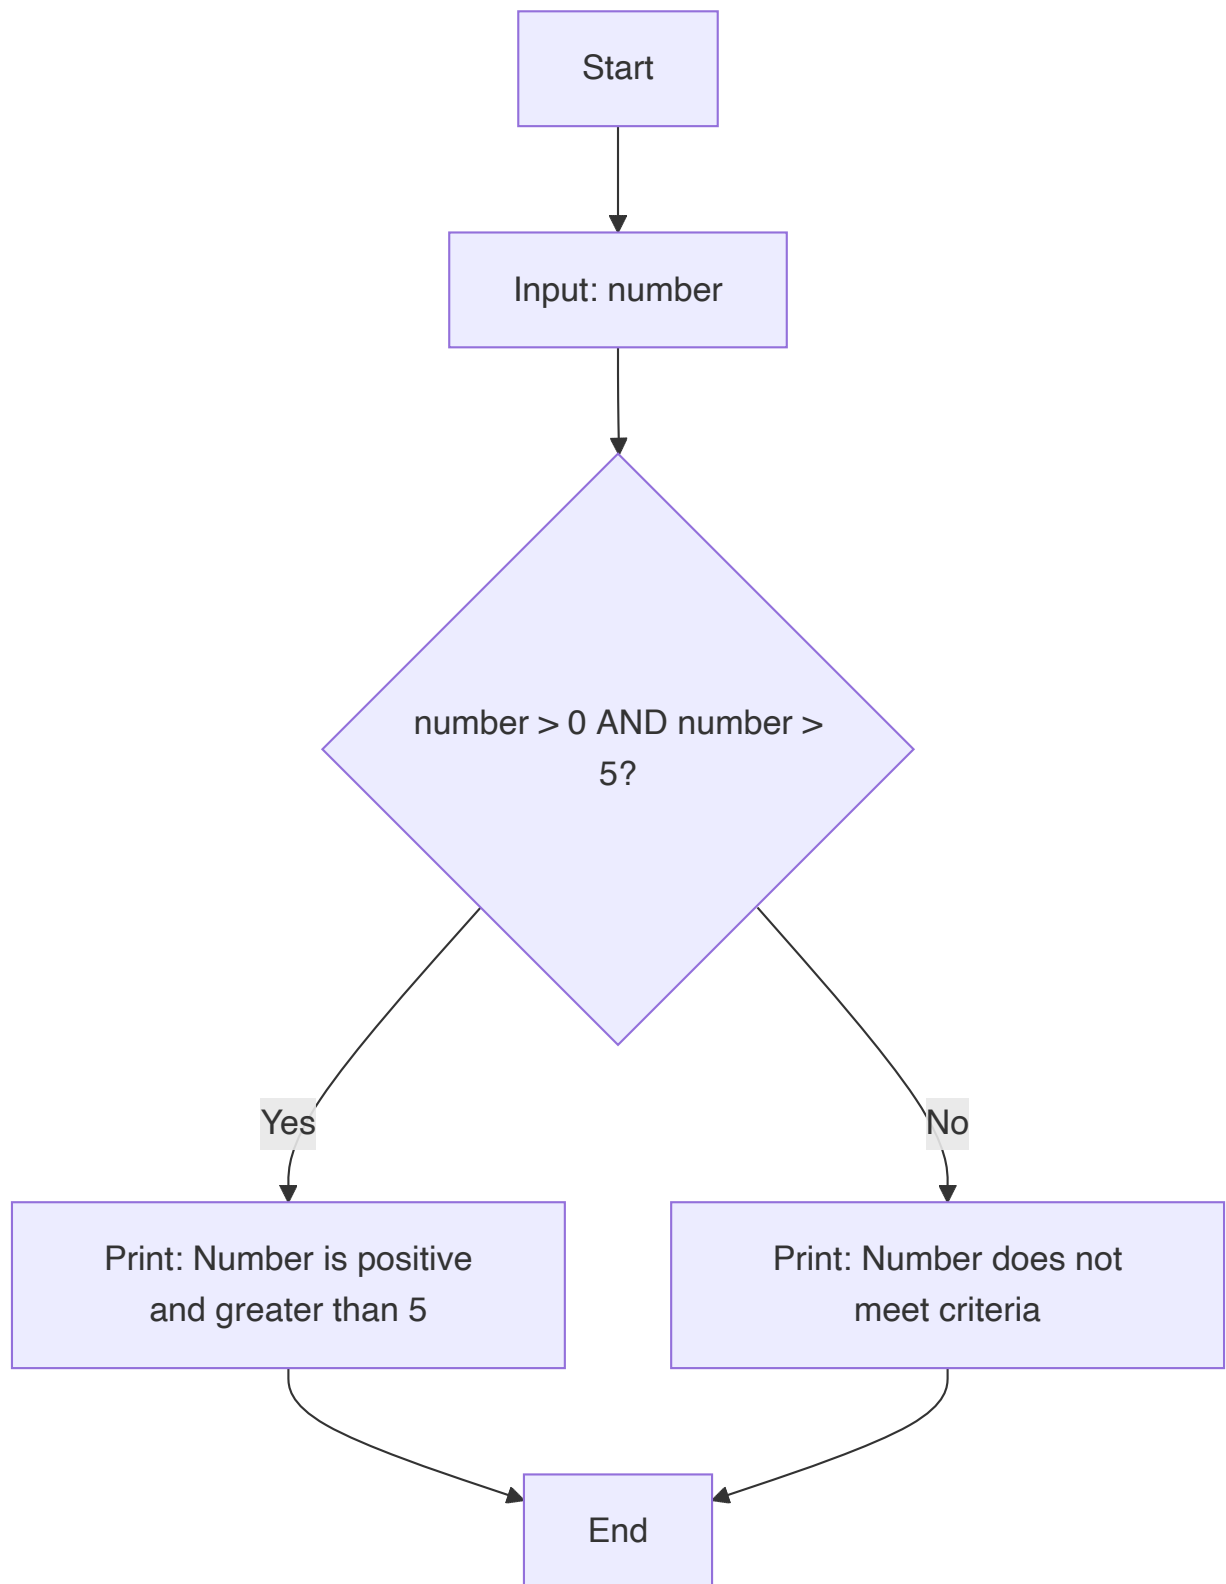 Start
Input: number
number > 0 AND number >
5?
Yes
No
Print: Number is positive
and greater than 5
Print: Number does not
meet criteria
End